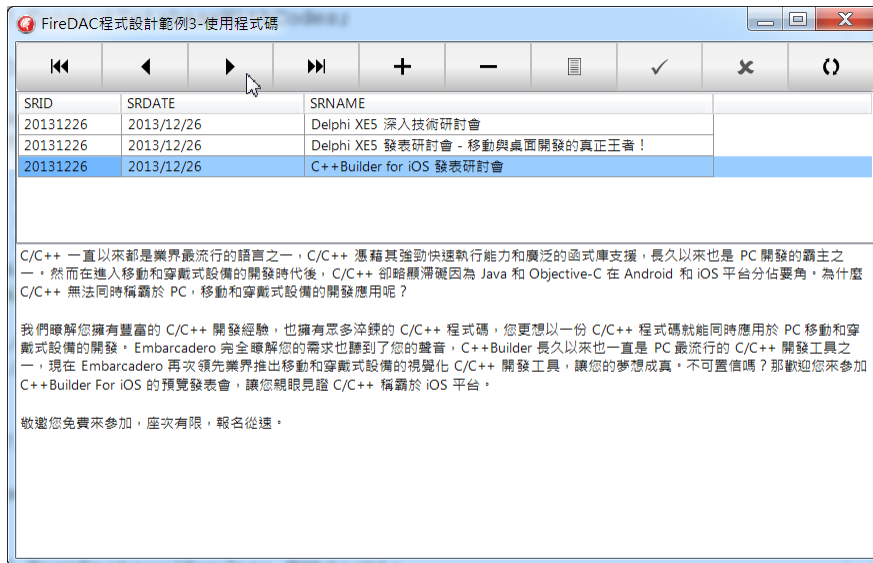 FireDAC程式設計範例3-使用程式碼
SRID SRDATE SRNAME
20131226 2013/12/26 Delphi XE5 深入技術研討會
20131226 2013/12/26 Delphi XE5 發表研討會 - 移動與桌面開發的真正王者！
20131226 2013/12/26 C++Builder for iOS 發表研討會
C/C++ 一直以來都是業界最流行的語言之一，C/C++ 憑藉其強勁快速執行能力和廣泛的函式庫支援，長久以來也是 PC 開發的霸主之
一。然而在進入移動和穿戴式設備的開發時代後，C/C++ 卻略顯滯礙因為 Java 和 Objective-C 在 Android 和 iOS 平台分佔要角。為什麼
C/C++ 無法同時稱霸於 PC，移動和穿戴式設備的開發應用呢？
我們瞭解您擁有豐富的 C/C++ 開發經驗，也擁有眾多淬鍊的 C/C++ 程式碼，您更想以一份 C/C++ 程式碼就能同時應用於 PC 移動和穿
戴式設備的開發。Embarcadero 完全瞭解您的需求也聽到了您的聲音，C++Builder 長久以來也一直是 PC 最流行的 C/C++ 開發工具之
一，現在 Embarcadero 再次領先業界推出移動和穿戴式設備的視覺化 C/C++ 開發工具，讓您的夢想成真。不可置信嗎？那歡迎您來參加
C++Builder For iOS 的預覽發表會，讓您親眼見證 C/C++ 稱霸於 iOS 平台。
敬邀您免費來參加，座次有限，報名從速。